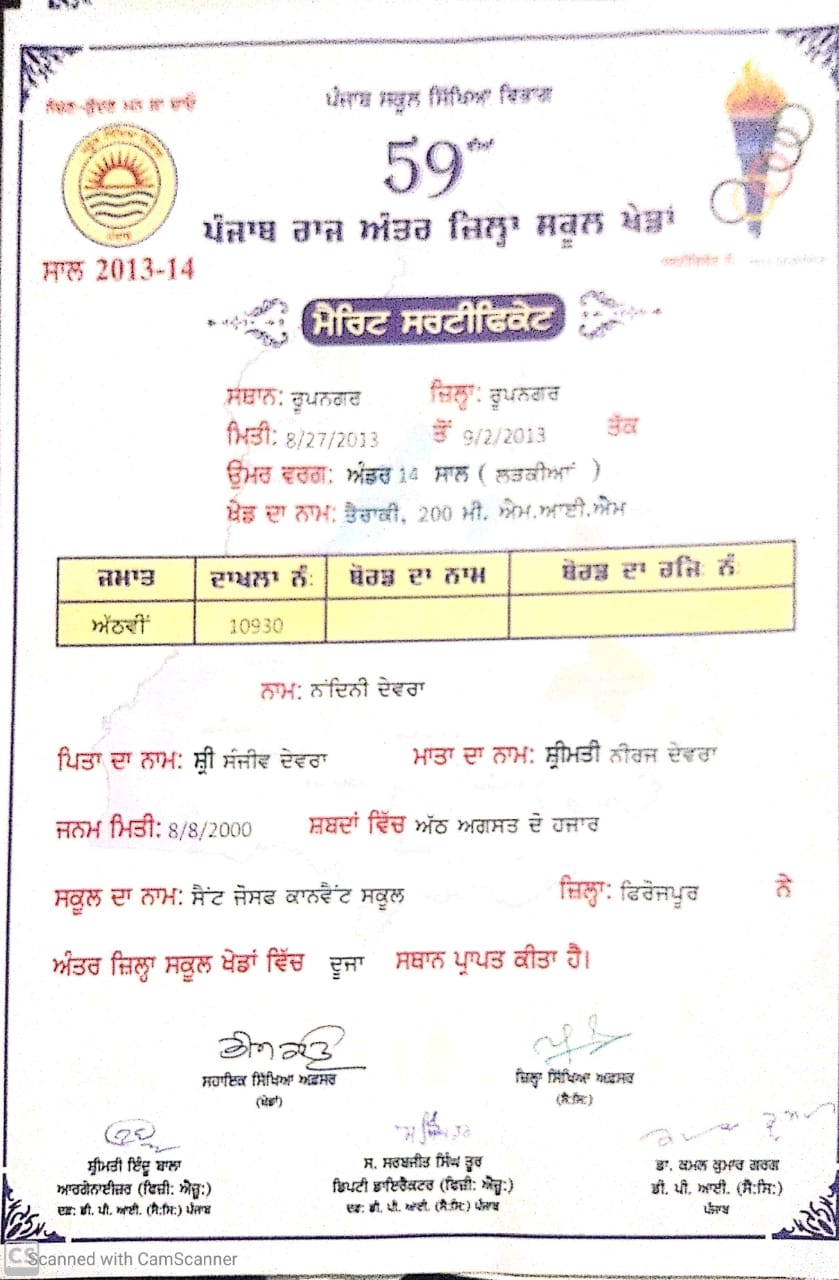 ਪੰਜਾਬ ਸਕੂਲ ਸਿੱਖਿਆ ਵਿਭਾਗ
59ਵੀਆਂ
ਪੰਜਾਬ ਰਾਜ ਅੰਤਰ ਜ਼ਿਲ੍ਹਾ ਸਕੂਲ ਖੇਡਾਂ
ਸਾਲ 2013-14
ਮੈਰਿਟ ਸਰਟੀਫਿਕੇਟ
ਸਥਾਨ: ਰੂਪਨਗਰ ਜ਼ਿਲ੍ਹਾ: ਰੂਪਨਗਰ
ਮਿਤੀ: 8/27/2013 ਤੋਂ 9/2/2013 ਤੱਕ
ਉਮਰ ਵਰਗ: ਅੰਡਰ 14 ਸਾਲ ( ਲੜਕੀਆਂ )
ਖੇਡ ਦਾ ਨਾਮ: ਤੈਰਾਕੀ, 200 ਮੀ. ਐਮ.ਆਈ.ਐਮ
ਜਮਾਤ ਦਾਖਲਾ ਨੰ: ਬੋਰਡ ਦਾ ਨਾਮ ਬੋਰਡ ਦਾ ਰਜਿ: ਨੰ:
ਅੱਠਵੀਂ 10930
ਨਾਮ: ਨਾਂਦਿਨੀ ਦੇਵਰਾ
ਪਿਤਾ ਦਾ ਨਾਮ: ਸ਼੍ਰੀ ਸੰਜੀਵ ਦੇਵਰਾ ਮਾਤਾ ਦਾ ਨਾਮ: ਸ਼੍ਰੀਮਤੀ ਨੀਰਜ ਦੇਵਰਾ
ਜਨਮ ਮਿਤੀ: 8/8/2000 ਸ਼ਬਦਾਂ ਵਿੱਚ ਅੱਠ ਅਗਸਤ ਦੋ ਹਜਾਰ
ਸਕੂਲ ਦਾ ਨਾਮ: ਸੈਂਟ ਜੋਸਫ ਕਾਨਵੈਂਟ ਸਕੂਲ ਜ਼ਿਲ੍ਹਾ: ਫਿਰੋਜਪੂਰ ਨੇ
ਅੰਤਰ ਜ਼ਿਲ੍ਹਾ ਸਕੂਲ ਖੇਡਾਂ ਵਿੱਚ ਦੂਜਾ ਸਥਾਨ ਪ੍ਰਾਪਤ ਕੀਤਾ ਹੈ।
ਸਹਾਇਕ ਸਿੱਖਿਆ ਅਫ਼ਸਰ ਜ਼ਿਲ੍ਹਾ ਸਿੱਖਿਆ ਅਫ਼ਸਰ
(ਖੇਡਾਂ) (ਸੈ:ਸਿ:)
ਸ਼੍ਰੀਮਤੀ ਇੰਦੂ ਬਾਲਾ ਸ. ਸਰਬਜੀਤ ਸਿੰਘ ਤੂਰ ਡਾ. ਕਮਲ ਕੁਮਾਰ ਗਰਗ
ਆਰਗੇਨਾਈਜ਼ਰ (ਫਿਜ਼ੀ: ਐਜੂ:) ਡਿਪਟੀ ਡਾਇਰੈਕਟਰ (ਫਿਜ਼ੀ: ਐਜੂ:) ਡੀ. ਪੀ. ਆਈ. (ਸੈ:ਸਿ:)
ਦਫ਼: ਡੀ. ਪੀ. ਆਈ. (ਸੈ:ਸਿ:) ਪੰਜਾਬ ਦਫ਼: ਡੀ. ਪੀ. ਆਈ. (ਸੈ:ਸਿ:) ਪੰਜਾਬ ਪੰਜਾਬ
CS Scanned with CamScanner